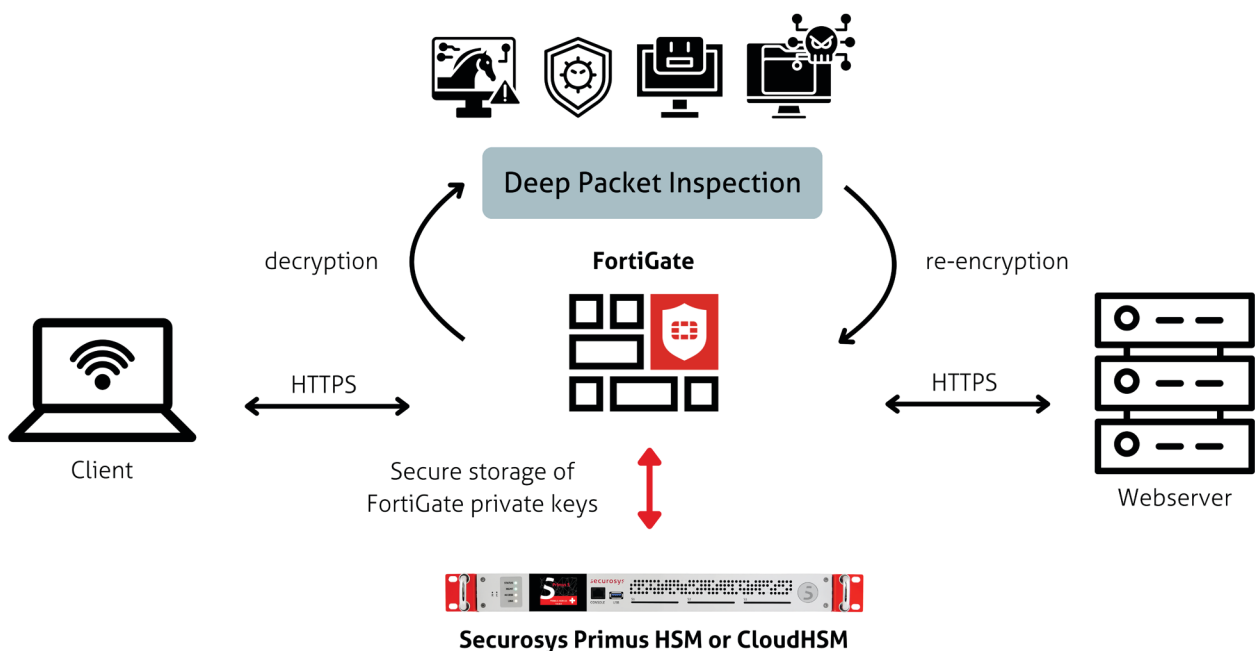 Deep Packet Inspection
decryption
FortiGate
re-encryption
HTTPS
HTTPS
Client
Secure storage of
FortiGate private keys
Webserver
securosys
Securosys Primus HSM or CloudHSM